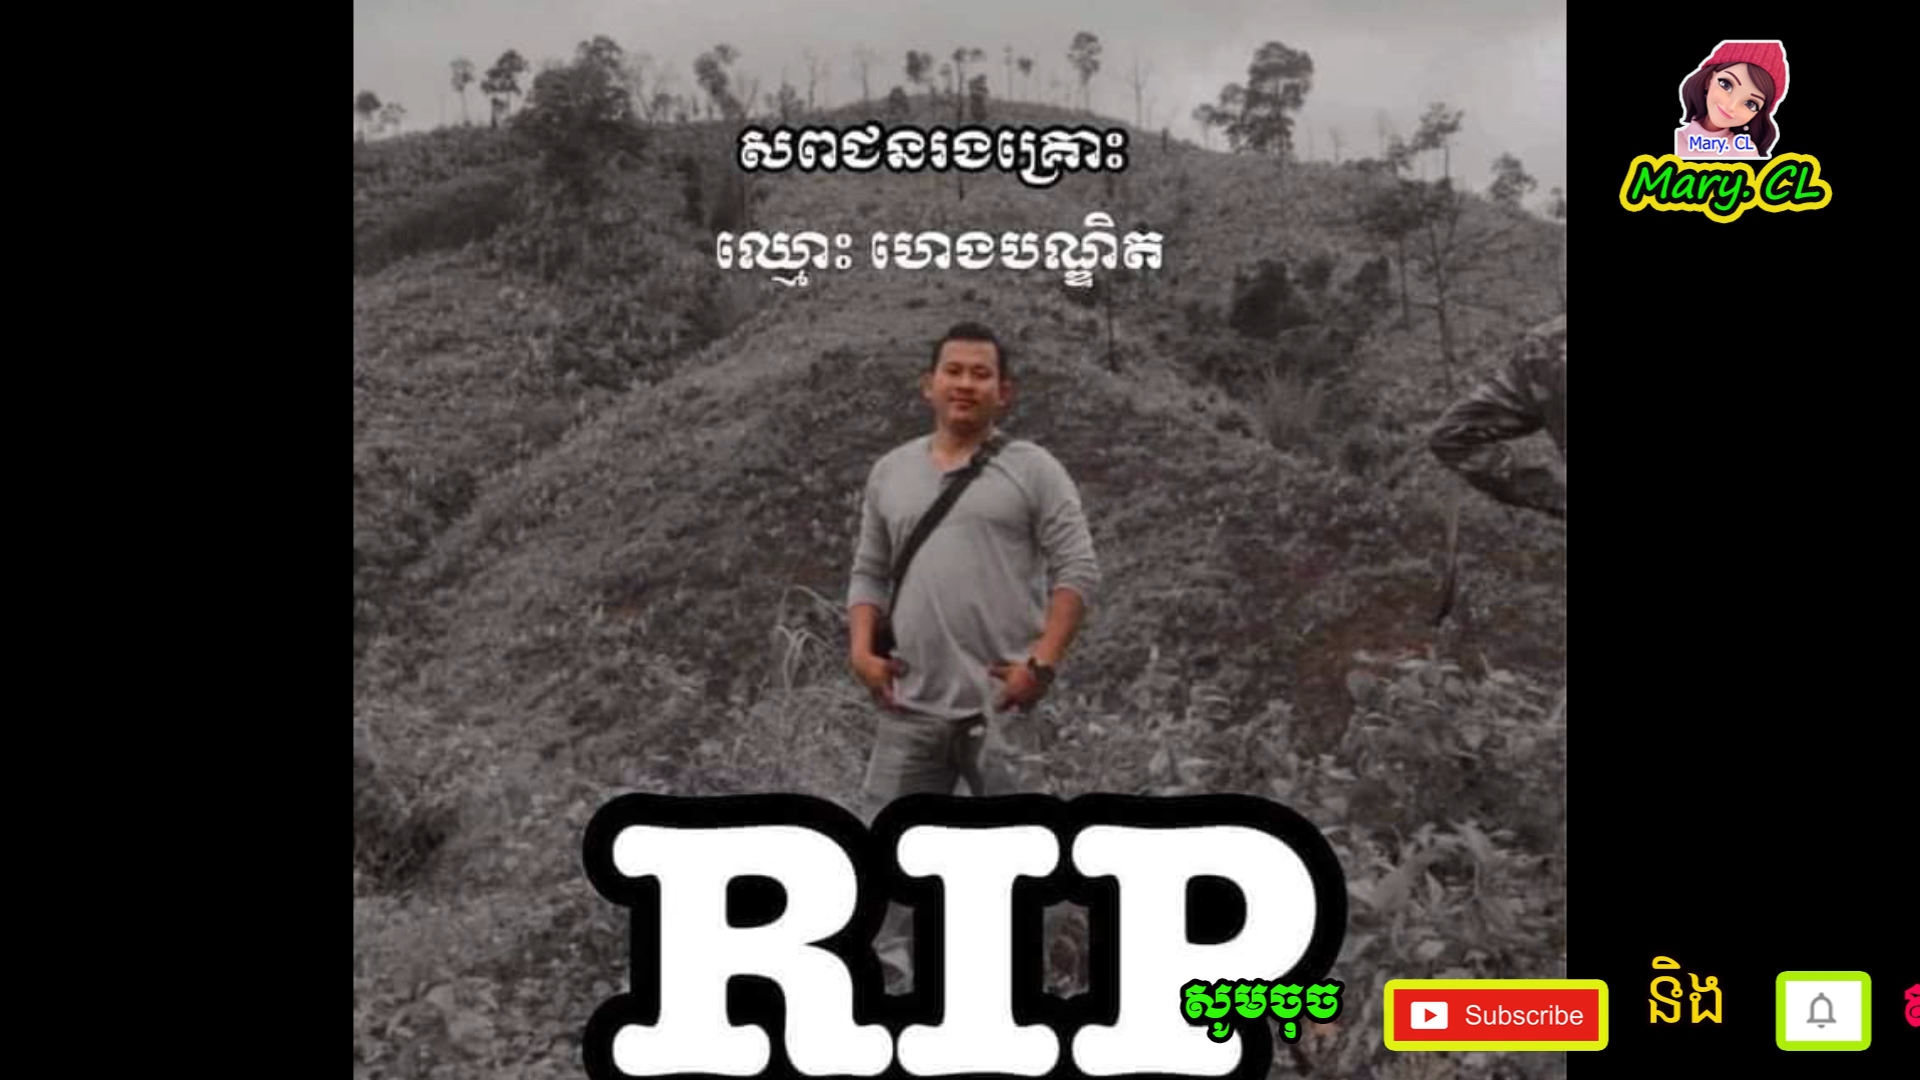 សពជនរងគ្រោះ
ឈ្មោះ ហេងបណ្ឌិត
Mary. CL
Mary. CL
RIP
សូមចុច
Subscribe
និង